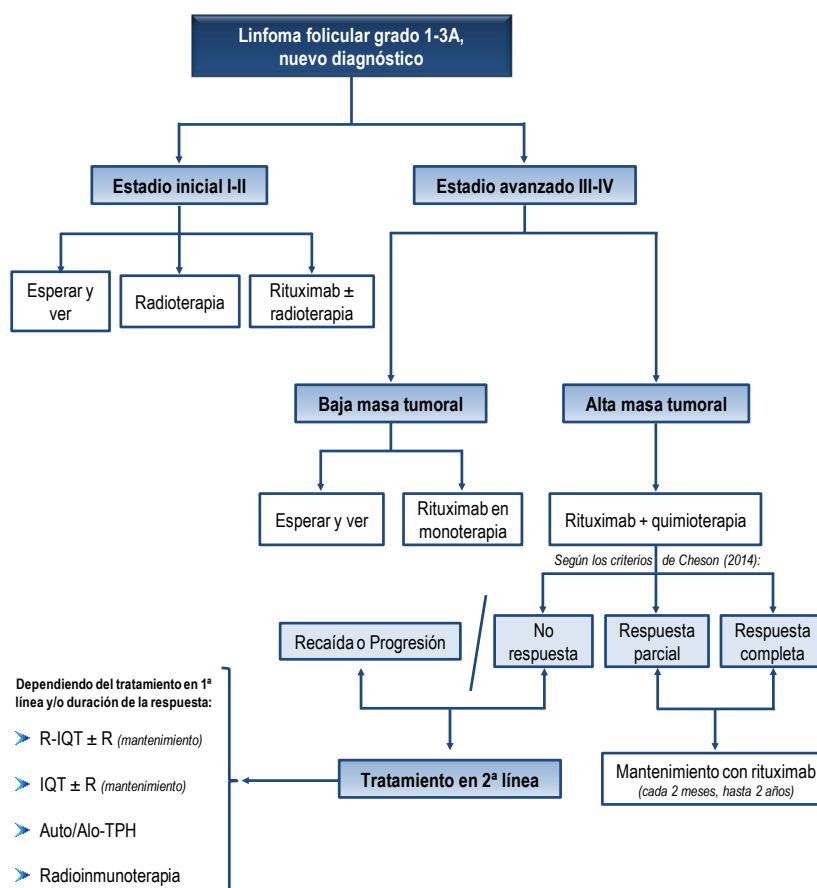 Linfoma folicular grado 1-3A,
nuevo diagnóstico
Estadio inicial I-II
Estadio avanzado III-IV
Esperar y
ver
Radioterapia
Rituximab ±
radioterapia
Baja masa tumoral
Alta masa tumoral
Esperar y ver
Rituximab en
monoterapia
Rituximab + quimioterapia
Según los criterios de Cheson (2014):
Recaída o Progresión
No
respuesta
Respuesta
parcial
Respuesta
completa
Dependiendo del tratamiento en 1ª
línea y/o duración de la respuesta:
R-IQT ± R (mantenimiento)
IQT ± R (mantenimiento)
Auto/Alo-TPH
Radioinmunoterapia
Tratamiento en 2ª línea
Mantenimiento con rituximab
(cada 2 meses, hasta 2 años)